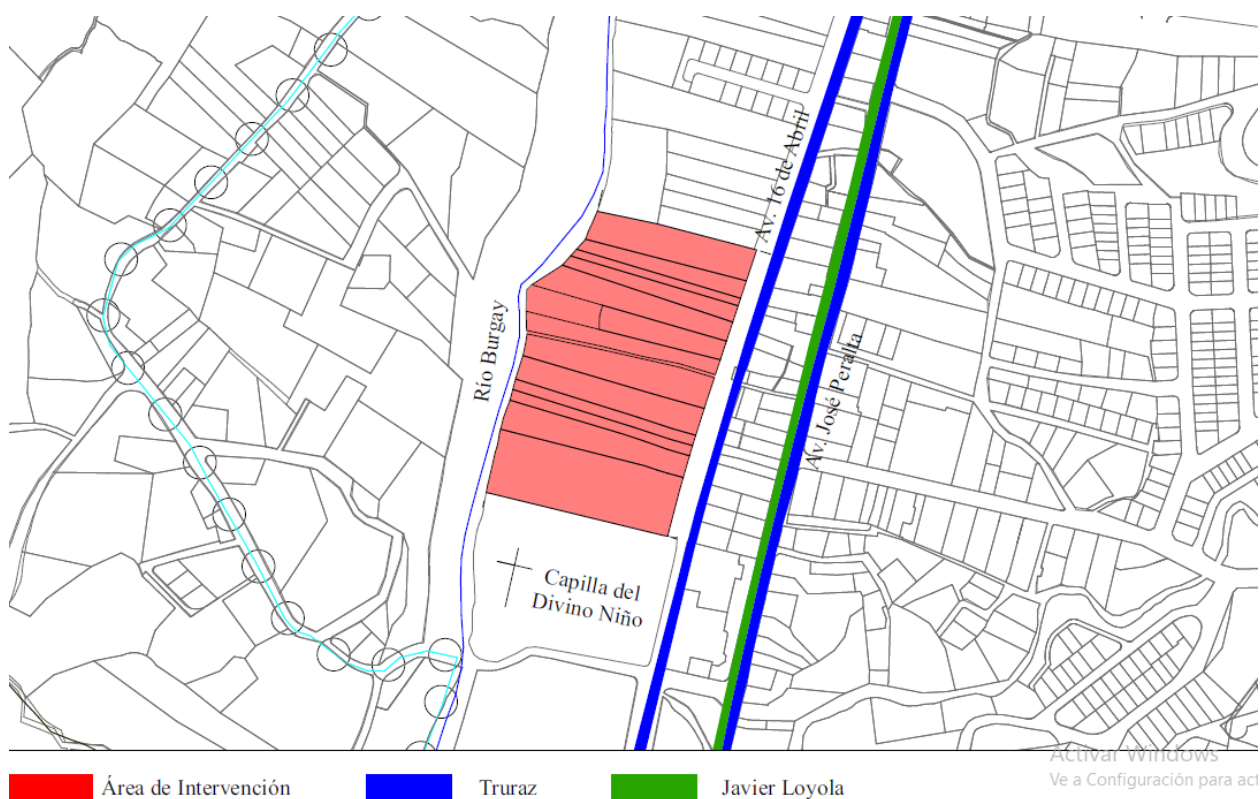 Av. 16 de Abril
Río Burgay
Av. José Peralta
Capilla del
Divino Niño
Activar Windows
Ve a Configuración para act
Área de Intervención
Truraz
Javier Loyola